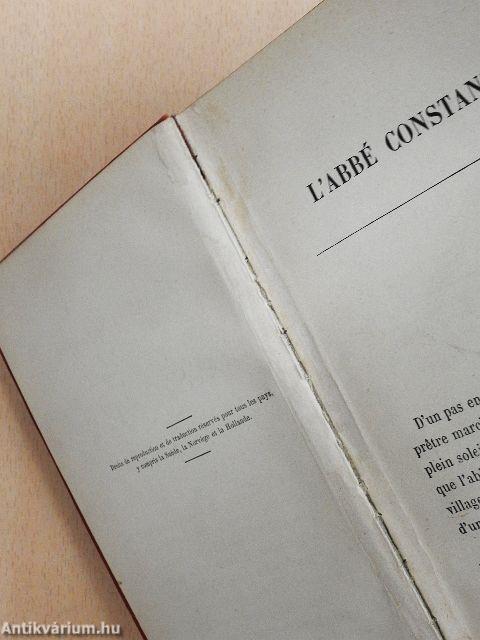 Droits de reproduction et de traduction réservés pour tous les pays,
y compris la Suède, la Norvège et la Hollande.
L'ABBÉ CONSTAN
D'un pas en
prêtre marc
plein solei
que l'ab
village
d'un
Antikvárium.hu